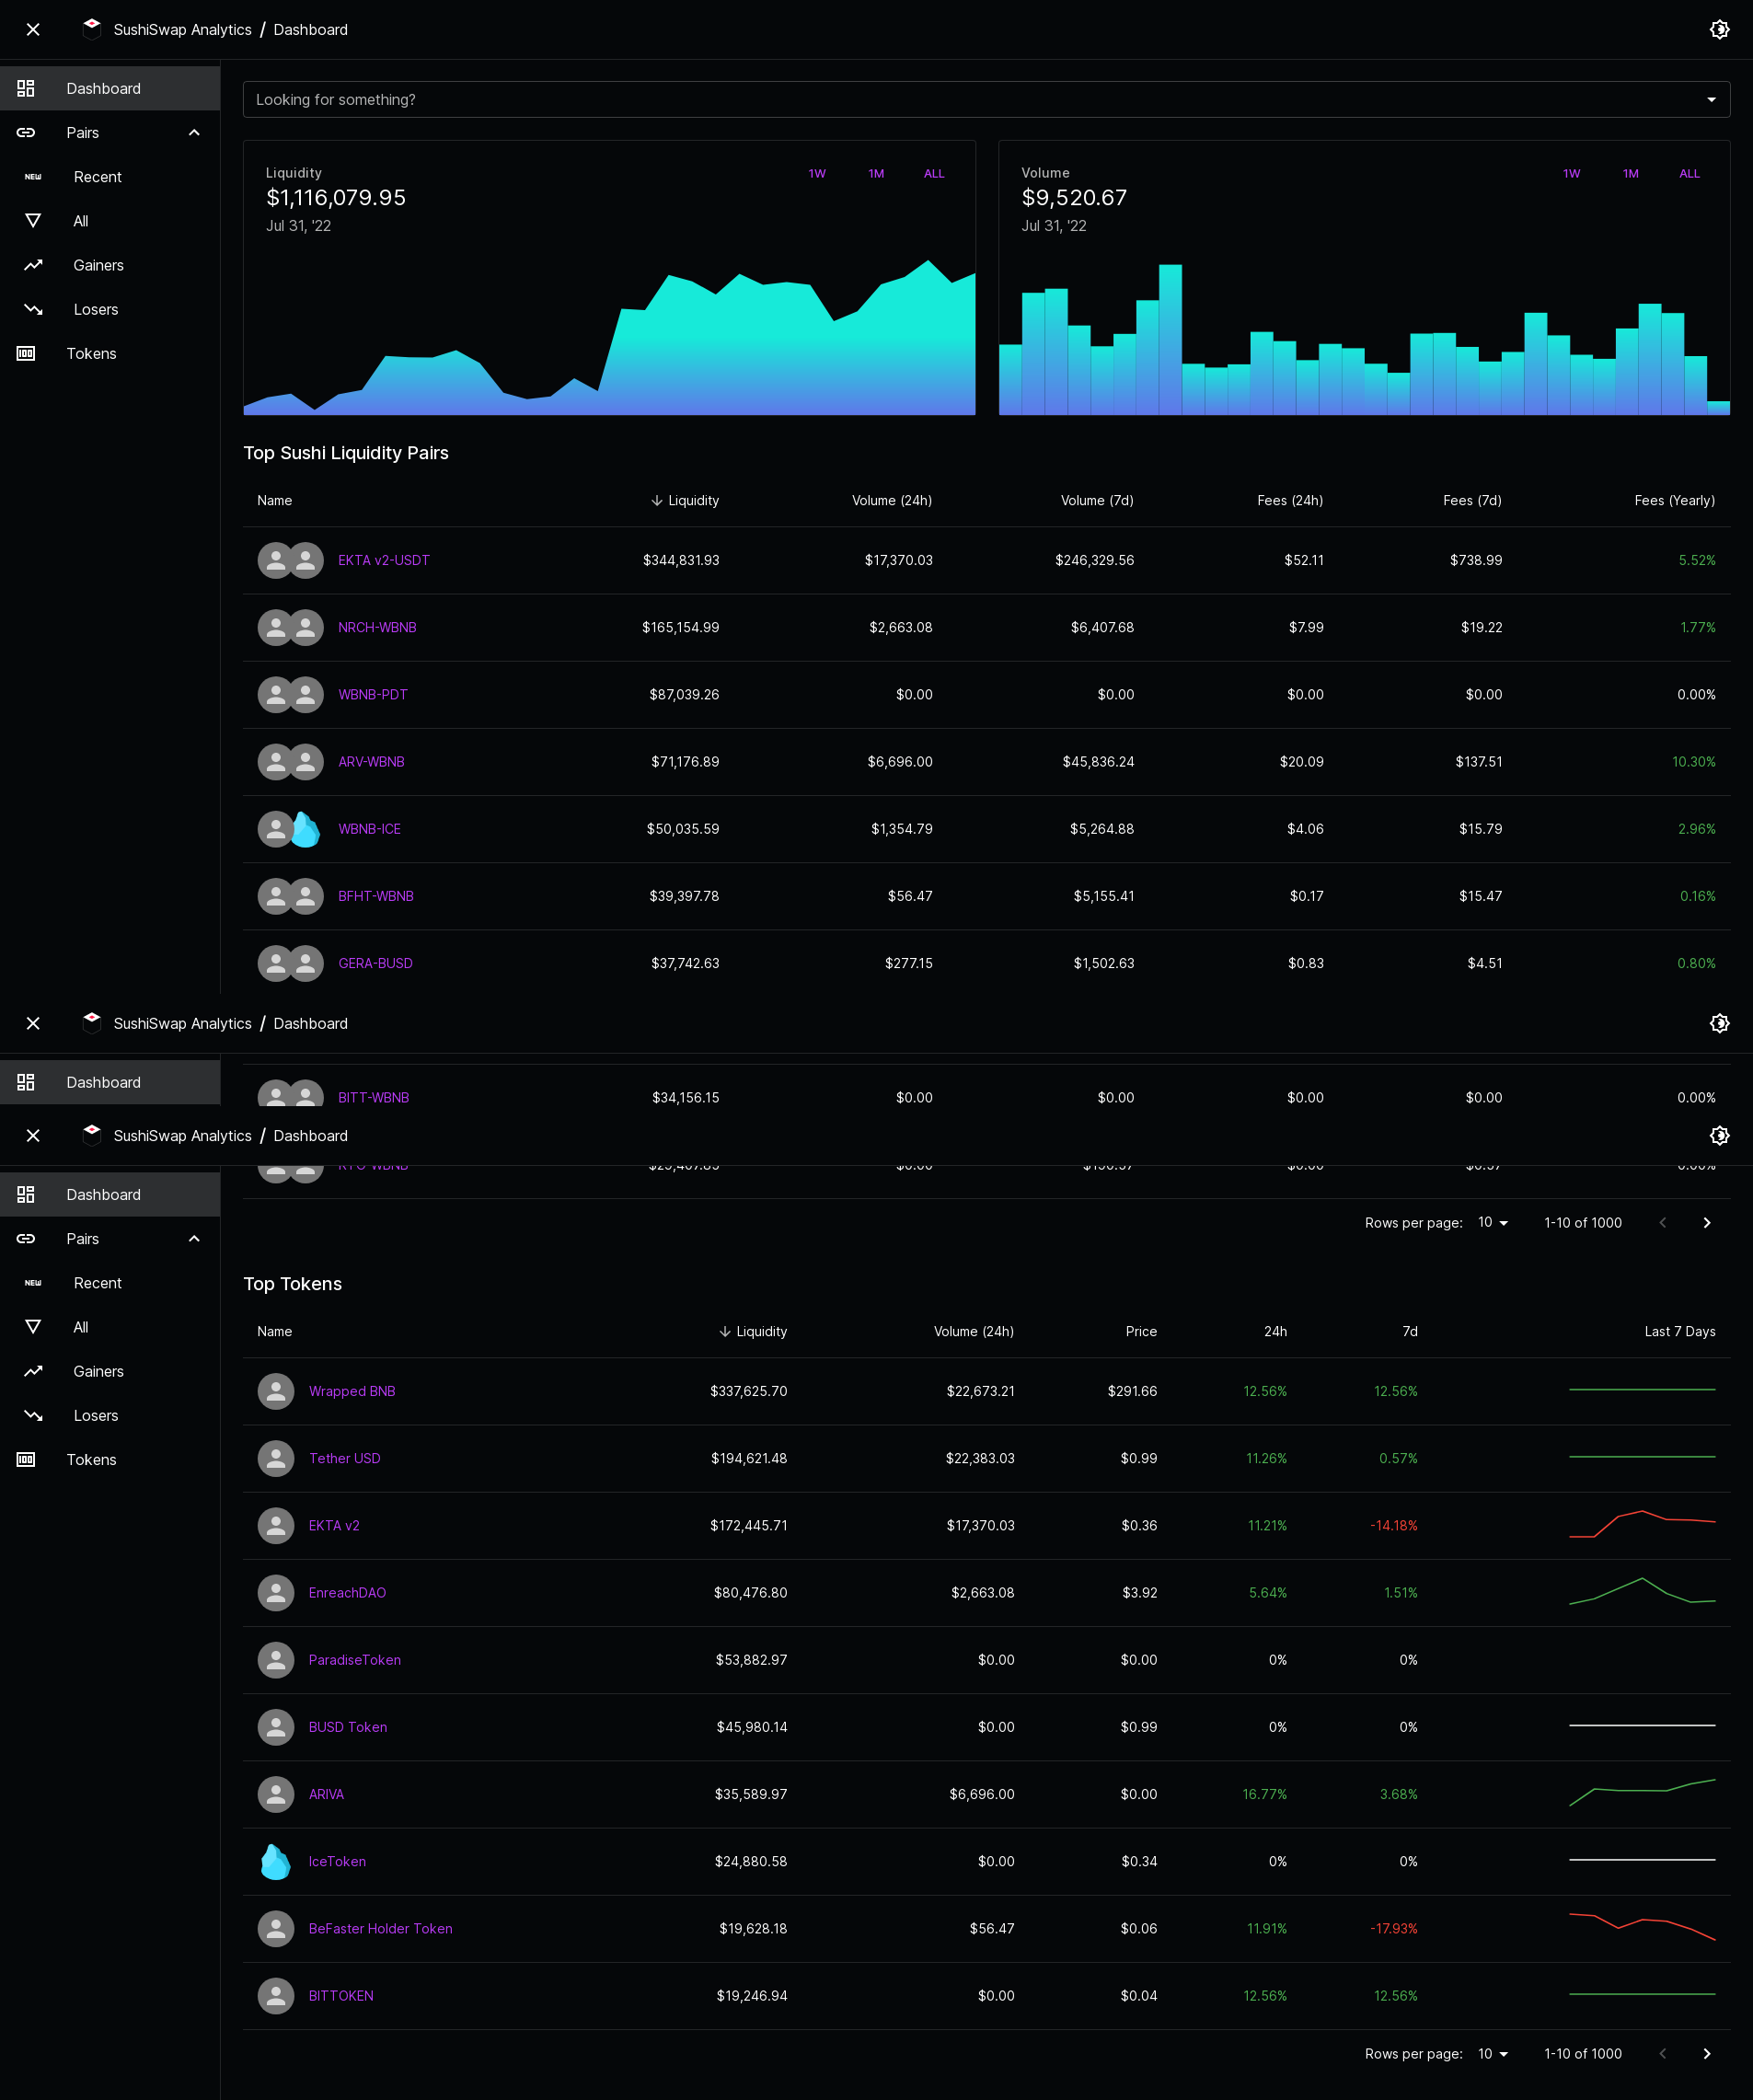 SushiSwap Analytics / Dashboard
Dashboard
Pairs
NEW Recent
All
Gainers
Losers
Tokens
Looking for something?
Liquidity 1W 1M ALL
$1,116,079.95
Jul 31, '22
Volume 1W 1M ALL
$9,520.67
Jul 31, '22
Top Sushi Liquidity Pairs
Name Liquidity Volume (24h) Volume (7d) Fees (24h) Fees (7d) Fees (Yearly)
EKTA v2-USDT $344,831.93 $17,370.03 $246,329.56 $52.11 $738.99 5.52%
NRCH-WBNB $165,154.99 $2,663.08 $6,407.68 $7.99 $19.22 1.77%
WBNB-PDT $87,039.26 $0.00 $0.00 $0.00 $0.00 0.00%
ARV-WBNB $71,176.89 $6,696.00 $45,836.24 $20.09 $137.51 10.30%
WBNB-ICE $50,035.59 $1,354.79 $5,264.88 $4.06 $15.79 2.96%
BFHT-WBNB $39,397.78 $56.47 $5,155.41 $0.17 $15.47 0.16%
GERA-BUSD $37,742.63 $277.15 $1,502.63 $0.83 $4.51 0.80%
SushiSwap Analytics / Dashboard
Dashboard
BITT-WBNB $34,156.15 $0.00 $0.00 $0.00 $0.00 0.00%
SushiSwap Analytics / Dashboard
Dashboard
Pairs
NEW Recent
All
Gainers
Losers
Tokens
Rows per page: 10 1-10 of 1000
Top Tokens
Name Liquidity Volume (24h) Price 24h 7d Last 7 Days
Wrapped BNB $337,625.70 $22,673.21 $291.66 12.56% 12.56%
Tether USD $194,621.48 $22,383.03 $0.99 11.26% 0.57%
EKTA v2 $172,445.71 $17,370.03 $0.36 11.21% -14.18%
EnreachDAO $80,476.80 $2,663.08 $3.92 5.64% 1.51%
ParadiseToken $53,882.97 $0.00 $0.00 0% 0%
BUSD Token $45,980.14 $0.00 $0.99 0% 0%
ARIVA $35,589.97 $6,696.00 $0.00 16.77% 3.68%
IceToken $24,880.58 $0.00 $0.34 0% 0%
BeFaster Holder Token $19,628.18 $56.47 $0.06 11.91% -17.93%
BITTOKEN $19,246.94 $0.00 $0.04 12.56% 12.56%
Rows per page: 10 1-10 of 1000